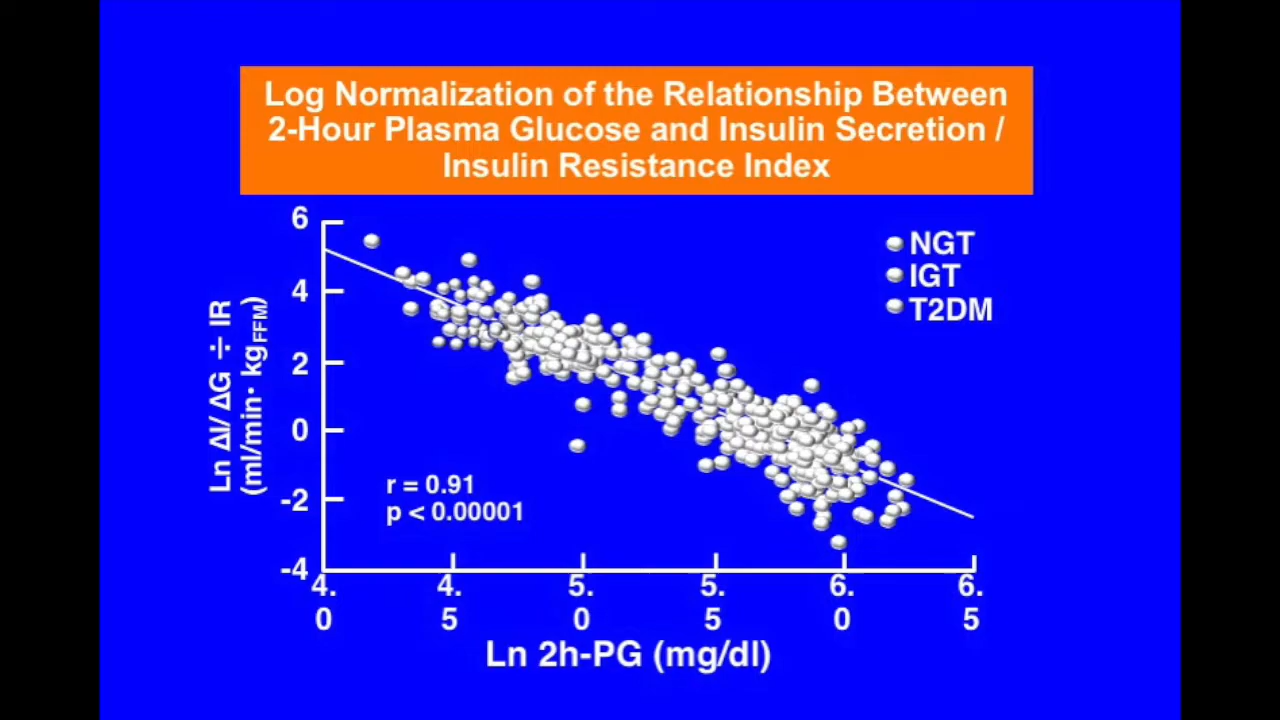 Log Normalization of the Relationship Between
2-Hour Plasma Glucose and Insulin Secretion /
Insulin Resistance Index
6
4
2
0
-2
-4
Ln ΔI/ ΔG ÷ IR
(ml/min· kgFFM)
NGT
IGT
T2DM
r = 0.91
p < 0.00001
4. 4. 5. 5. 6. 6.
0 5 0 5 0 5
Ln 2h-PG (mg/dl)